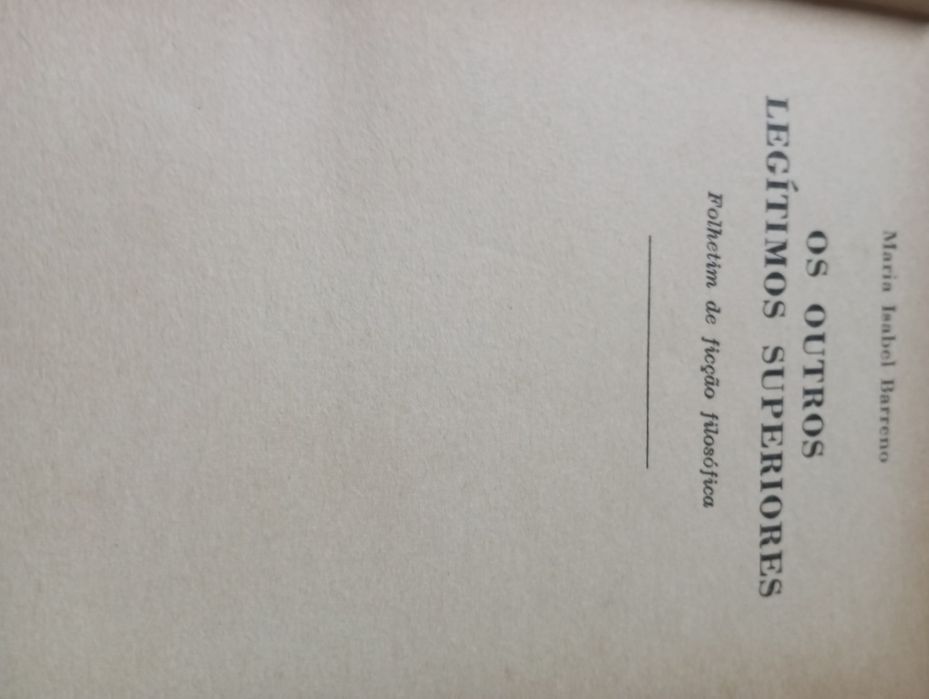 Maria Isabel Barreno
OS OUTROS
LEGÍTIMOS SUPERIORES
Folhetim de ficção filosófica